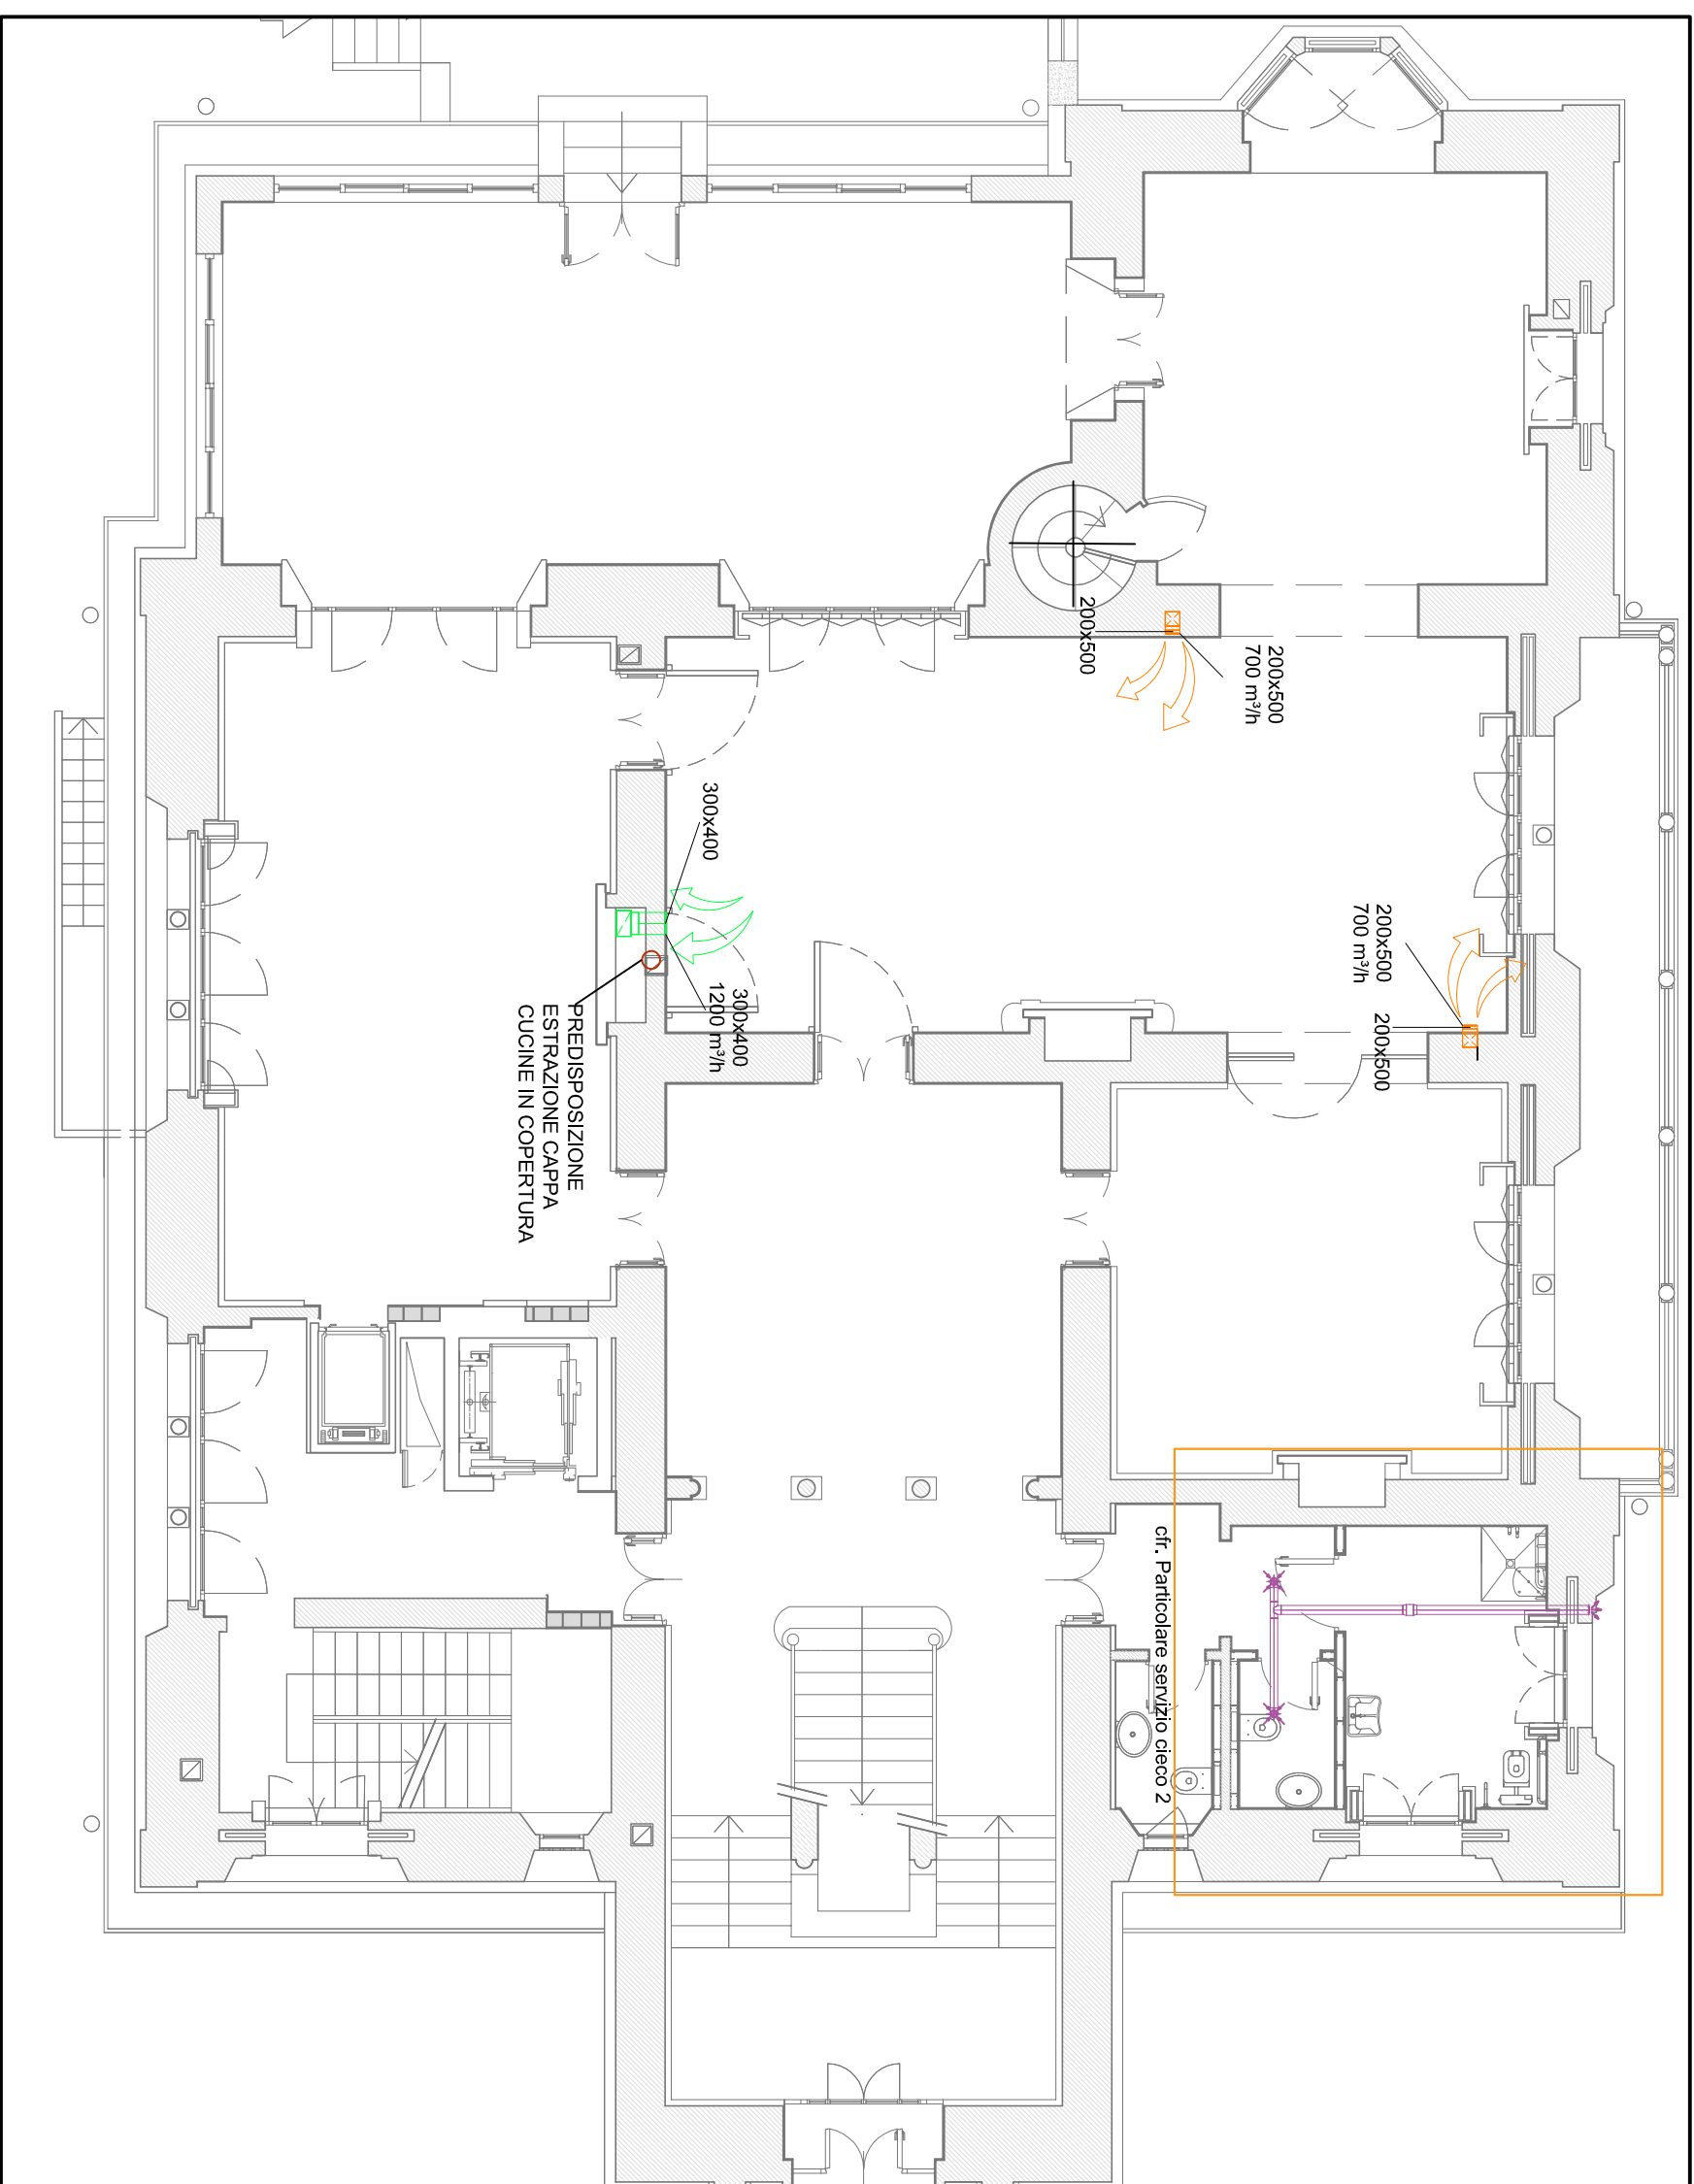 200x500
700 m³/h
200x500
200x500
700 m³/h
200x500
300x400
300x400
1200 m³/h
PREDISPOSIZIONE
ESTRAZIONE CAPPA
CUCINE IN COPERTURA
cfr. Particolare servizio cieco 2